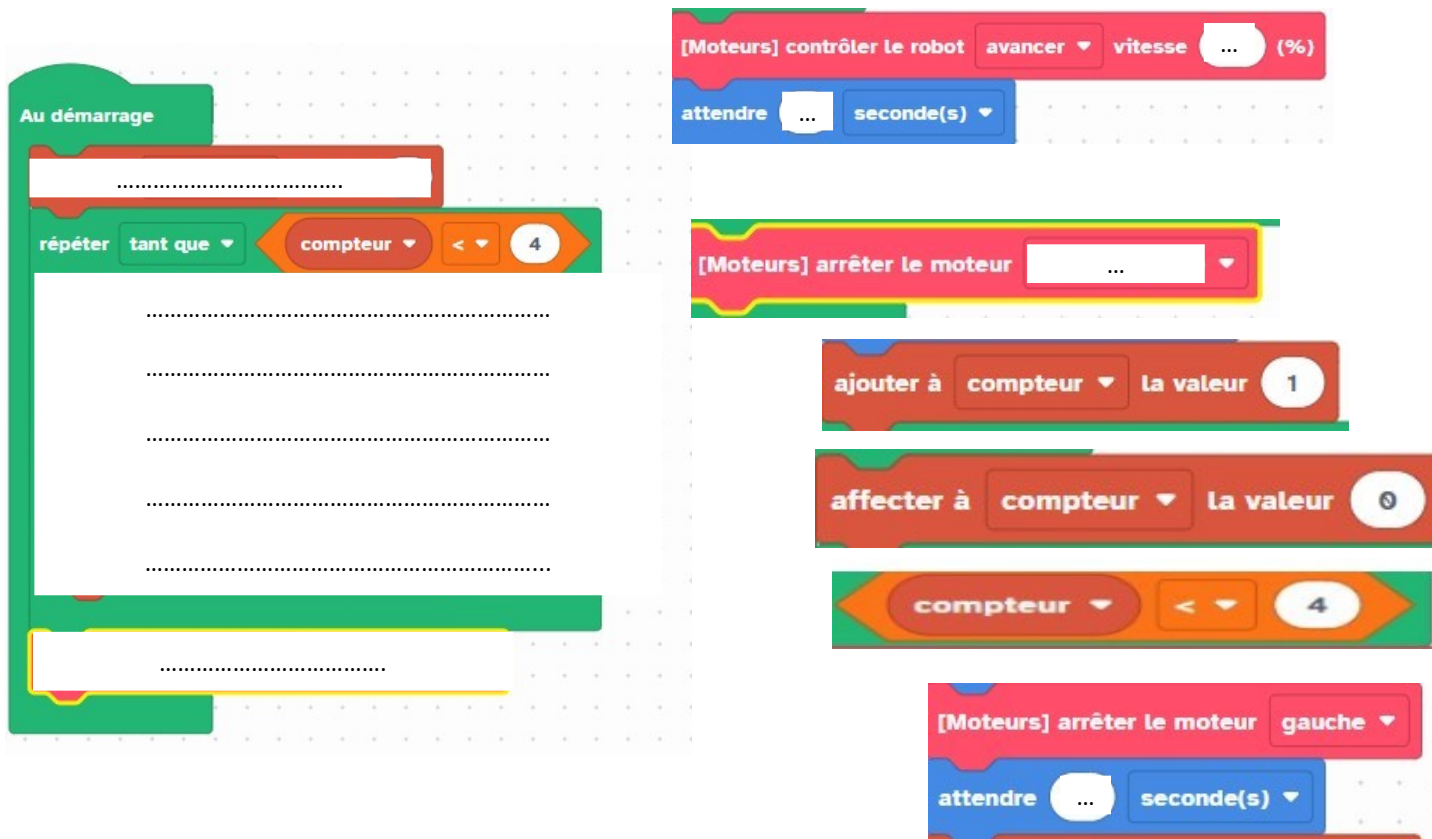 Au démarrage
......................................
répéter tant que compteur < 4
...................................................................
...................................................................
...................................................................
...................................................................
...................................................................
.....................................
[Moteurs] contrôler le robot avancer vitesse ... (%)
attendre ... seconde(s)
[Moteurs] arrêter le moteur ...
ajouter à compteur la valeur 1
affecter à compteur la valeur 0
compteur < 4
[Moteurs] arrêter le moteur gauche
attendre ... seconde(s)